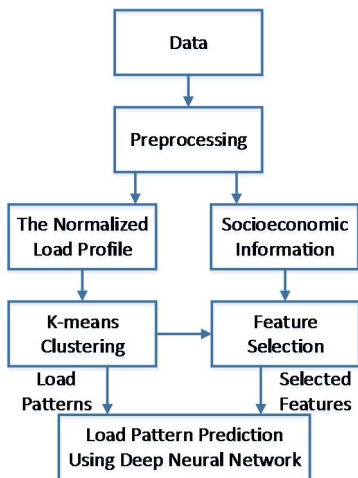 Data
Preprocessing
The Normalized
Load Profile
Socioeconomic
Information
K-means
Clustering
Feature
Selection
Load
Patterns
Selected
Features
Load Pattern Prediction
Using Deep Neural Network